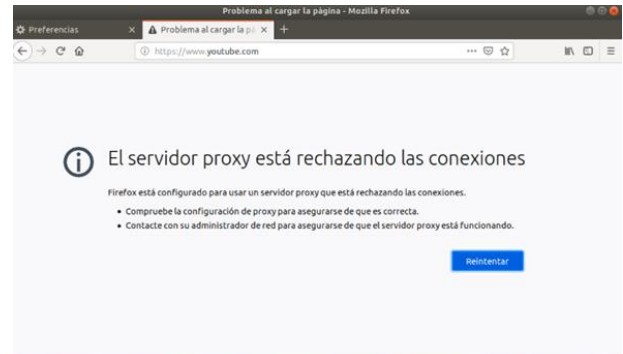 Problema al cargar la página - Mozilla Firefox
Preferencias
Problema al cargar la pá
https://www.youtube.com
El servidor proxy está rechazando las conexiones
Firefox está configurado para usar un servidor proxy que está rechazando las conexiones.
• Compruebe la configuración de proxy para asegurarse de que es correcta.
• Contacte con su administrador de red para asegurarse de que el servidor proxy está funcionando.
Reintentar